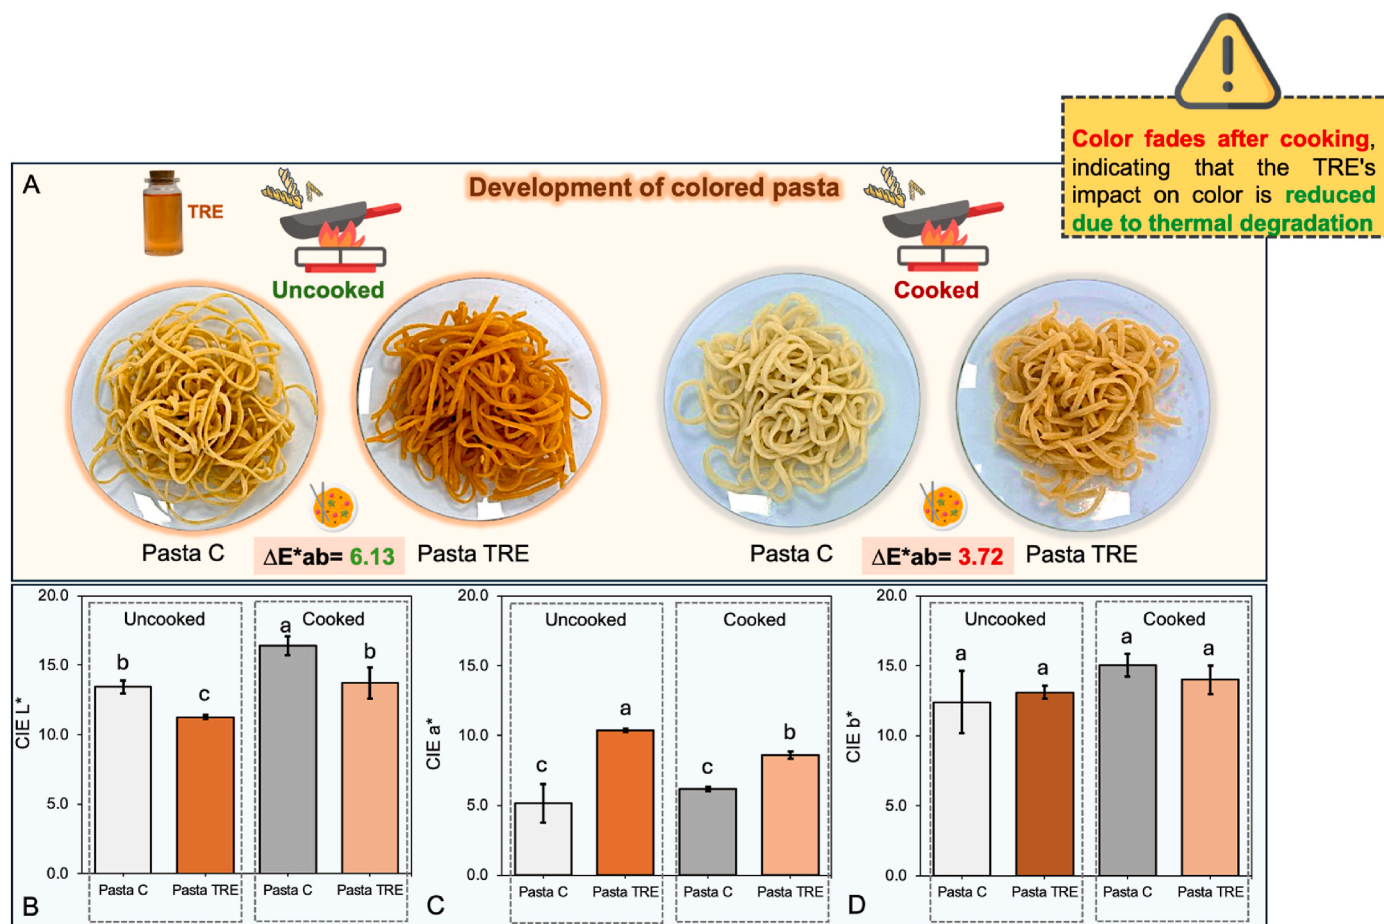 Color fades after cooking,
indicating that the TRE's
impact on color is reduced
due to thermal degradation
A
TRE
Development of colored pasta
Uncooked
Cooked
Pasta C
ΔE*ab= 6.13
Pasta TRE
Pasta C
ΔE*ab= 3.72
Pasta TRE
20.0
15.0
10.0
5.0
0.0
CIE L*
Uncooked
Cooked
b
c
a
b
Pasta C
Pasta TRE
Pasta C
Pasta TRE
B
20.0
15.0
10.0
5.0
0.0
CIE a*
Uncooked
Cooked
c
a
c
b
Pasta C
Pasta TRE
Pasta C
Pasta TRE
C
20.0
15.0
10.0
5.0
0.0
CIE b*
Uncooked
Cooked
a
a
a
a
Pasta C
Pasta TRE
Pasta C
Pasta TRE
D